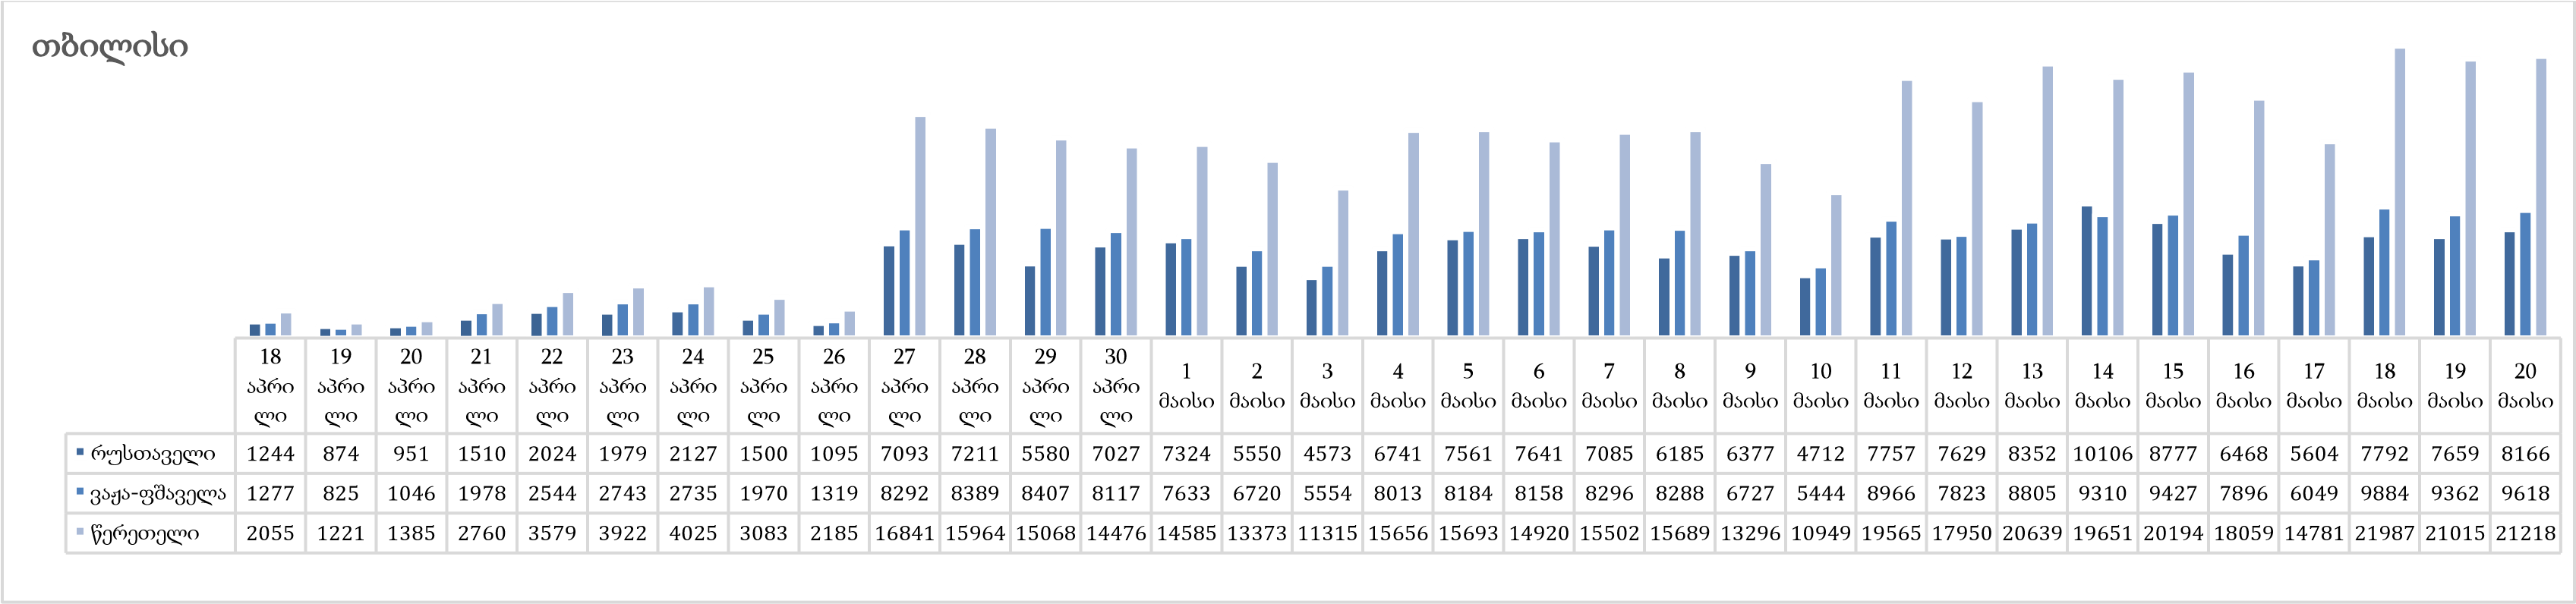 თბილისი
18 აპრი ლი 19 აპრი ლი 20 აპრი ლი 21 აპრი ლი 22 აპრი ლი 23 აპრი ლი 24 აპრი ლი 25 აპრი ლი 26 აპრი ლი 27 აპრი ლი 28 აპრი ლი 29 აპრი ლი 30 აპრი ლი 1 მაისი 2 მაისი 3 მაისი 4 მაისი 5 მაისი 6 მაისი 7 მაისი 8 მაისი 9 მაისი 10 მაისი 11 მაისი 12 მაისი 13 მაისი 14 მაისი 15 მაისი 16 მაისი 17 მაისი 18 მაისი 19 მაისი 20 მაისი
რუსთაველი 1244 874 951 1510 2024 1979 2127 1500 1095 7093 7211 5580 7027 7324 5550 4573 6741 7561 7641 7085 6185 6377 4712 7757 7629 8352 10106 8777 6468 5604 7792 7659 8166
ვაჟა-ფშაველა 1277 825 1046 1978 2544 2743 2735 1970 1319 8292 8389 8407 8117 7633 6720 5554 8013 8184 8158 8296 8288 6727 5444 8966 7823 8805 9310 9427 7896 6049 9884 9362 9618
წერეთელი 2055 1221 1385 2760 3579 3922 4025 3083 2185 16841 15964 15068 14476 14585 13373 11315 15656 15693 14920 15502 15689 13296 10949 19565 17950 20639 19651 20194 18059 14781 21987 21015 21218